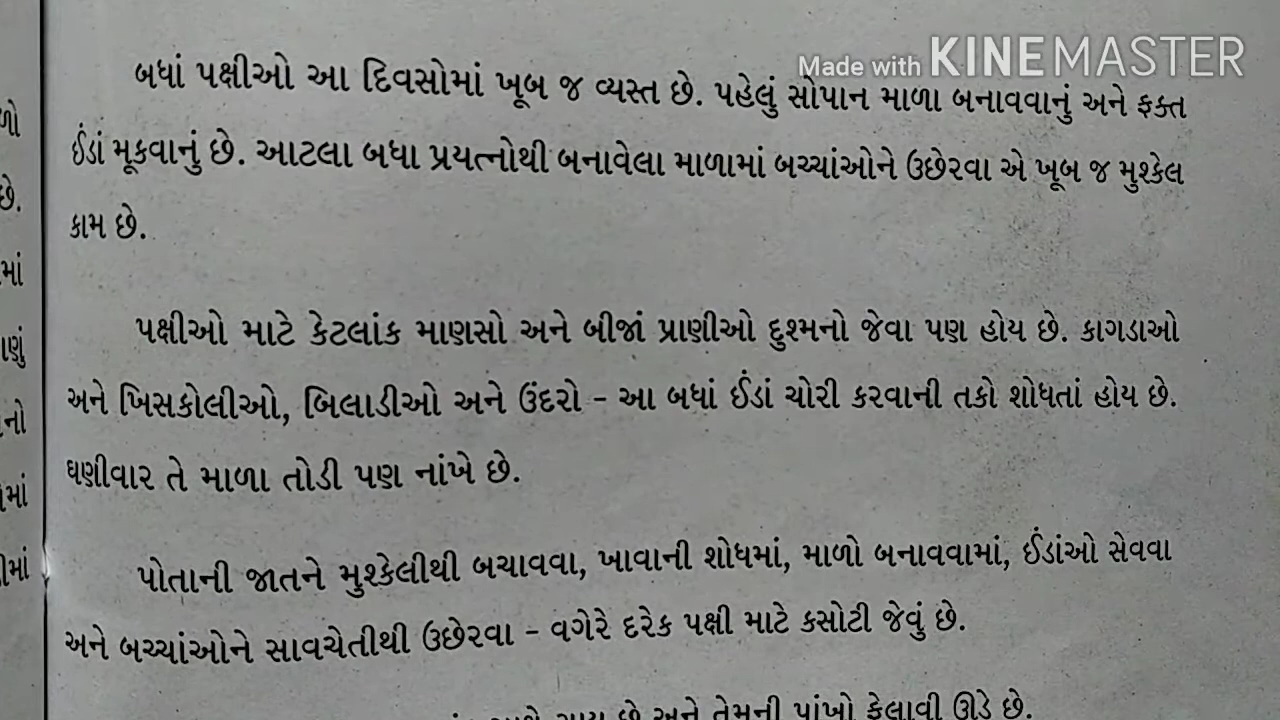 Made with KINEMASTER
બધાં પક્ષીઓ આ દિવસોમાં ખૂબ જ વ્યસ્ત છે. પહેલું સોપાન માળા બનાવવાનું અને ફક્ત
ઈંડાં મૂકવાનું છે. આટલા બધા પ્રયત્નોથી બનાવેલા માળામાં બચ્ચાંઓને ઉછેરવા એ ખૂબ જ મુશ્કેલ
કામ છે.
પક્ષીઓ માટે કેટલાંક માણસો અને બીજાં પ્રાણીઓ દુશ્મનો જેવા પણ હોય છે. કાગડાઓ
અને ખિસકોલીઓ, બિલાડીઓ અને ઉંદરો - આ બધાં ઈંડાં ચોરી કરવાની તકો શોધતાં હોય છે.
ઘણીવાર તે માળા તોડી પણ નાંખે છે.
પોતાની જાતને મુશ્કેલીથી બચાવવા, ખાવાની શોધમાં, માળો બનાવવામાં, ઈંડાંઓ સેવવા
અને બચ્ચાંઓને સાવચેતીથી ઉછેરવા - વગેરે દરેક પક્ષી માટે કસોટી જેવું છે.
છે અને તેમની પાંખો ફેલાવી ઊડે છે.